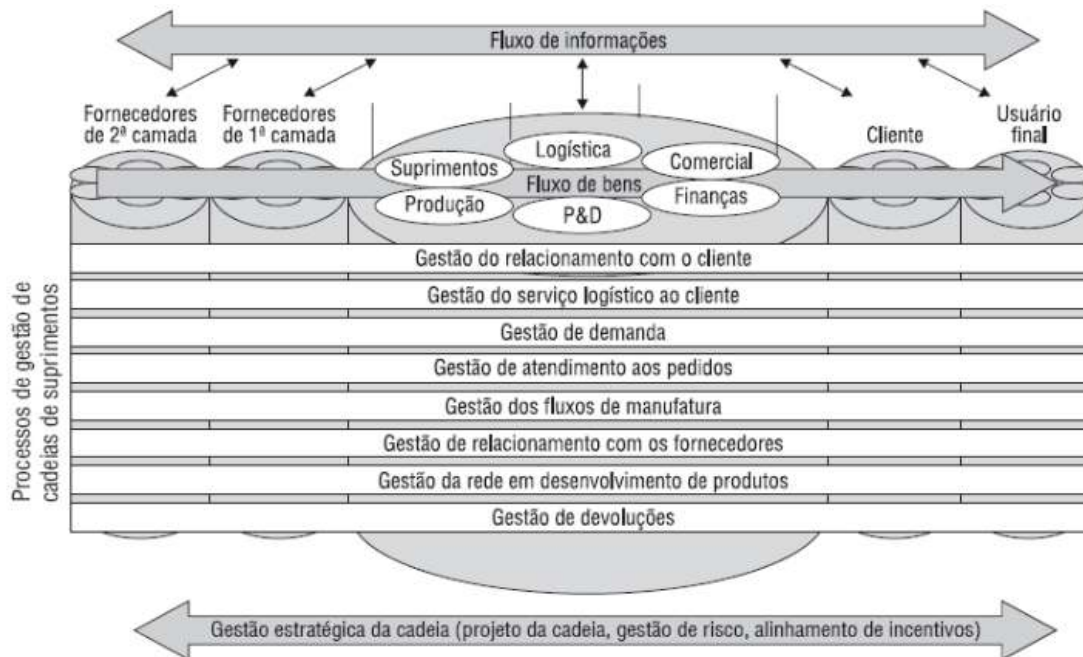 Fluxo de informações
Fornecedores
de 2ª camada
Fornecedores
de 1ª camada
Suprimentos
Logística
Comercial
Cliente
Usuário
final
Fluxo de bens
Produção
P&D
Finanças
Processos de gestão de
cadeias de suprimentos
Gestão do relacionamento com o cliente
Gestão do serviço logístico ao cliente
Gestão de demanda
Gestão de atendimento aos pedidos
Gestão dos fluxos de manufatura
Gestão de relacionamento com os fornecedores
Gestão da rede em desenvolvimento de produtos
Gestão de devoluções
Gestão estratégica da cadeia (projeto da cadeia, gestão de risco, alinhamento de incentivos)